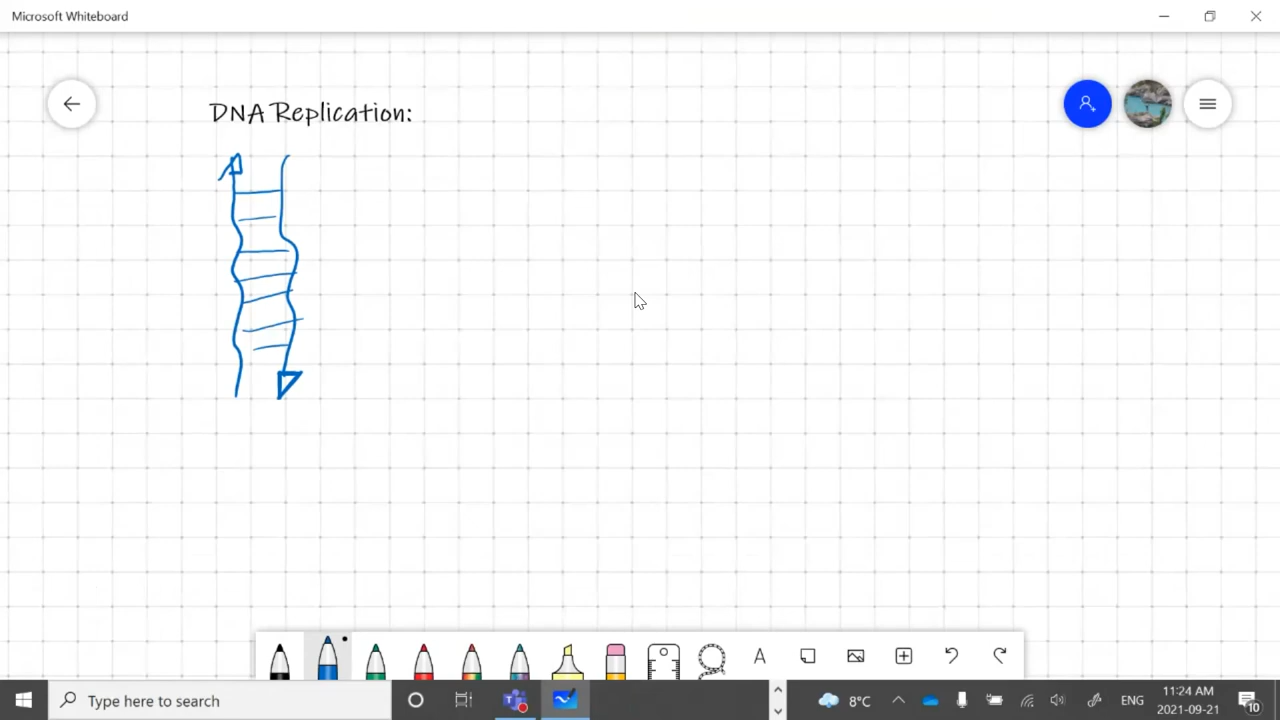 Microsoft Whiteboard
DNA Replication:
A
Type here to search
8°C
ENG
11:24 AM
2021-09-21
10